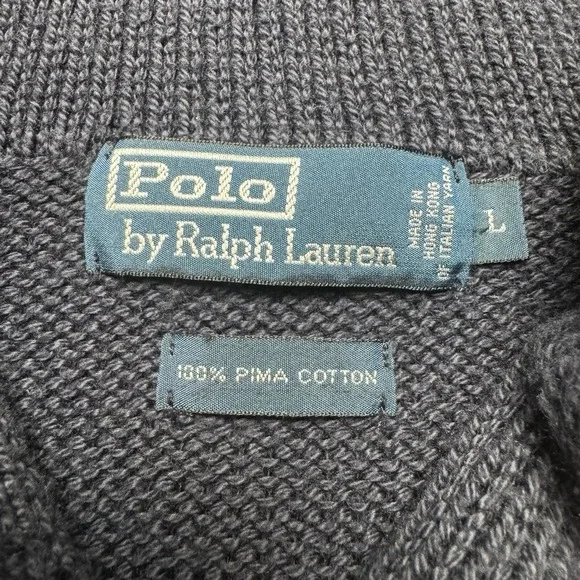 Polo
by Ralph Lauren
MADE IN
HONG KONG
OF ITALIAN YARN
L
100% PIMA COTTON